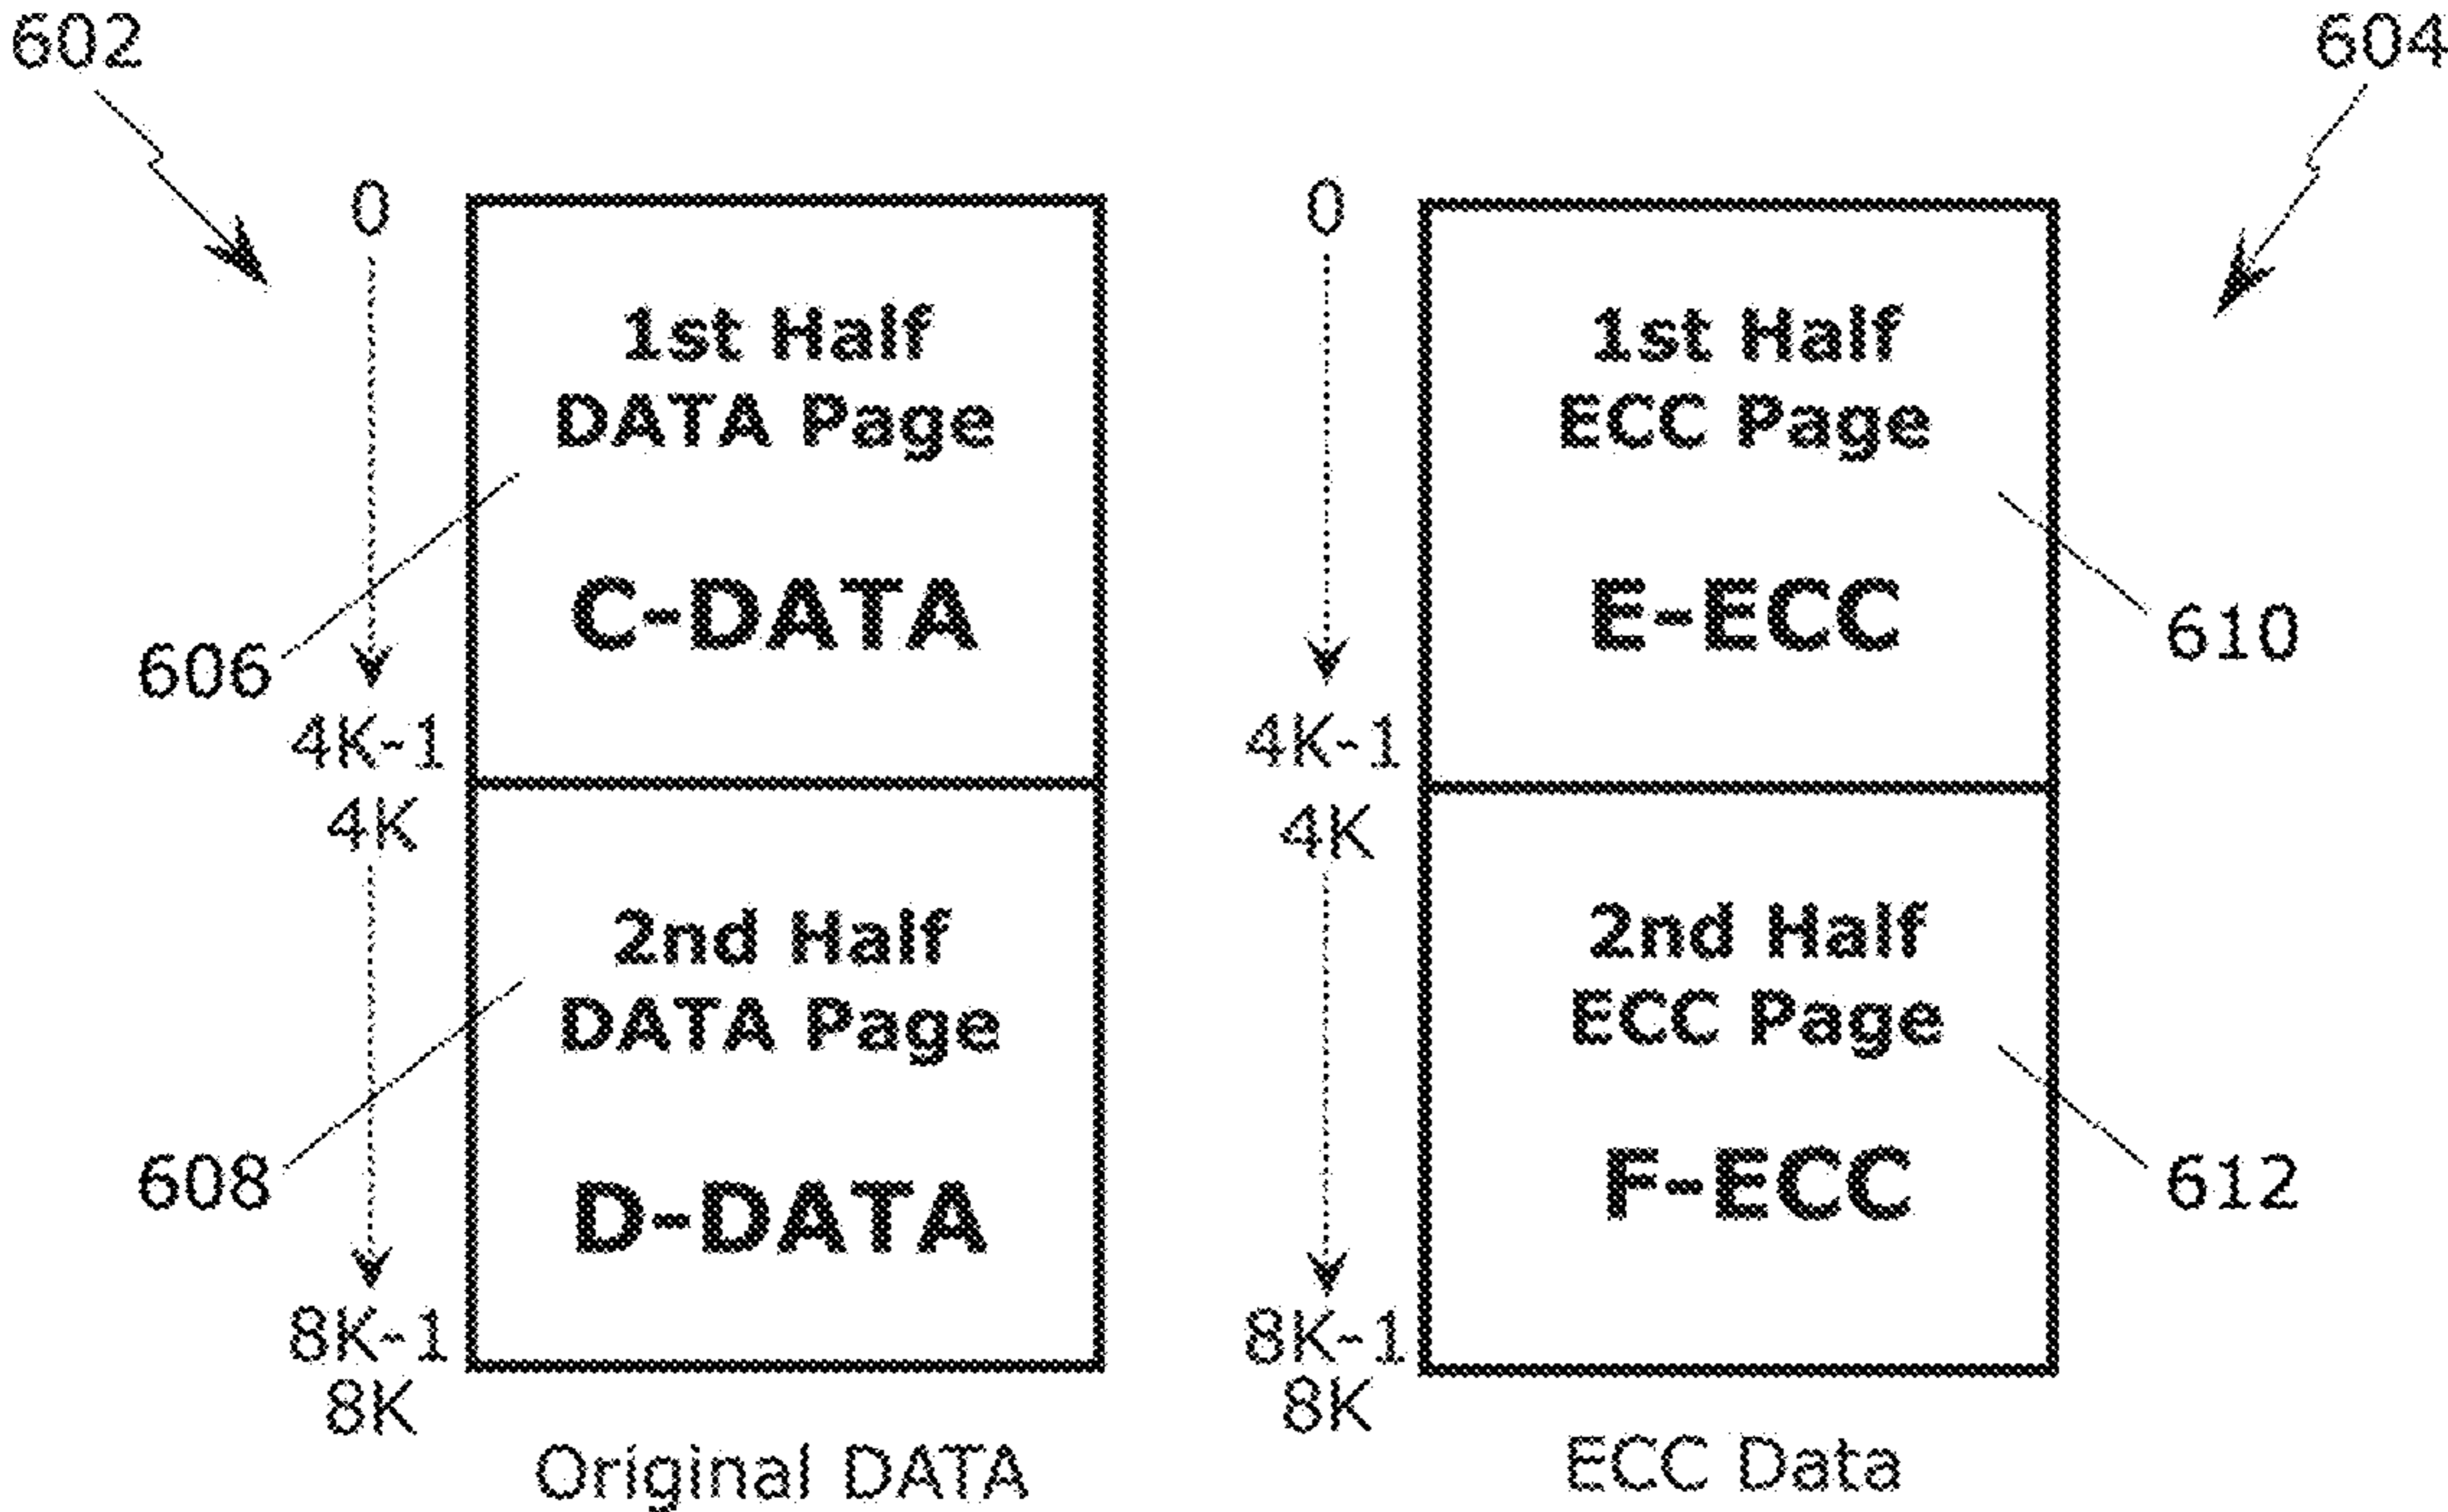 602
604
0
1st Half
DATA Page
C-DATA
606
4K-1
4K
2nd Half
DATA Page
D-DATA
608
8K-1
8K
Original DATA
0
1st Half
ECC Page
E-ECC
610
4K-1
4K
2nd Half
ECC Page
F-ECC
612
8K-1
8K
ECC Data